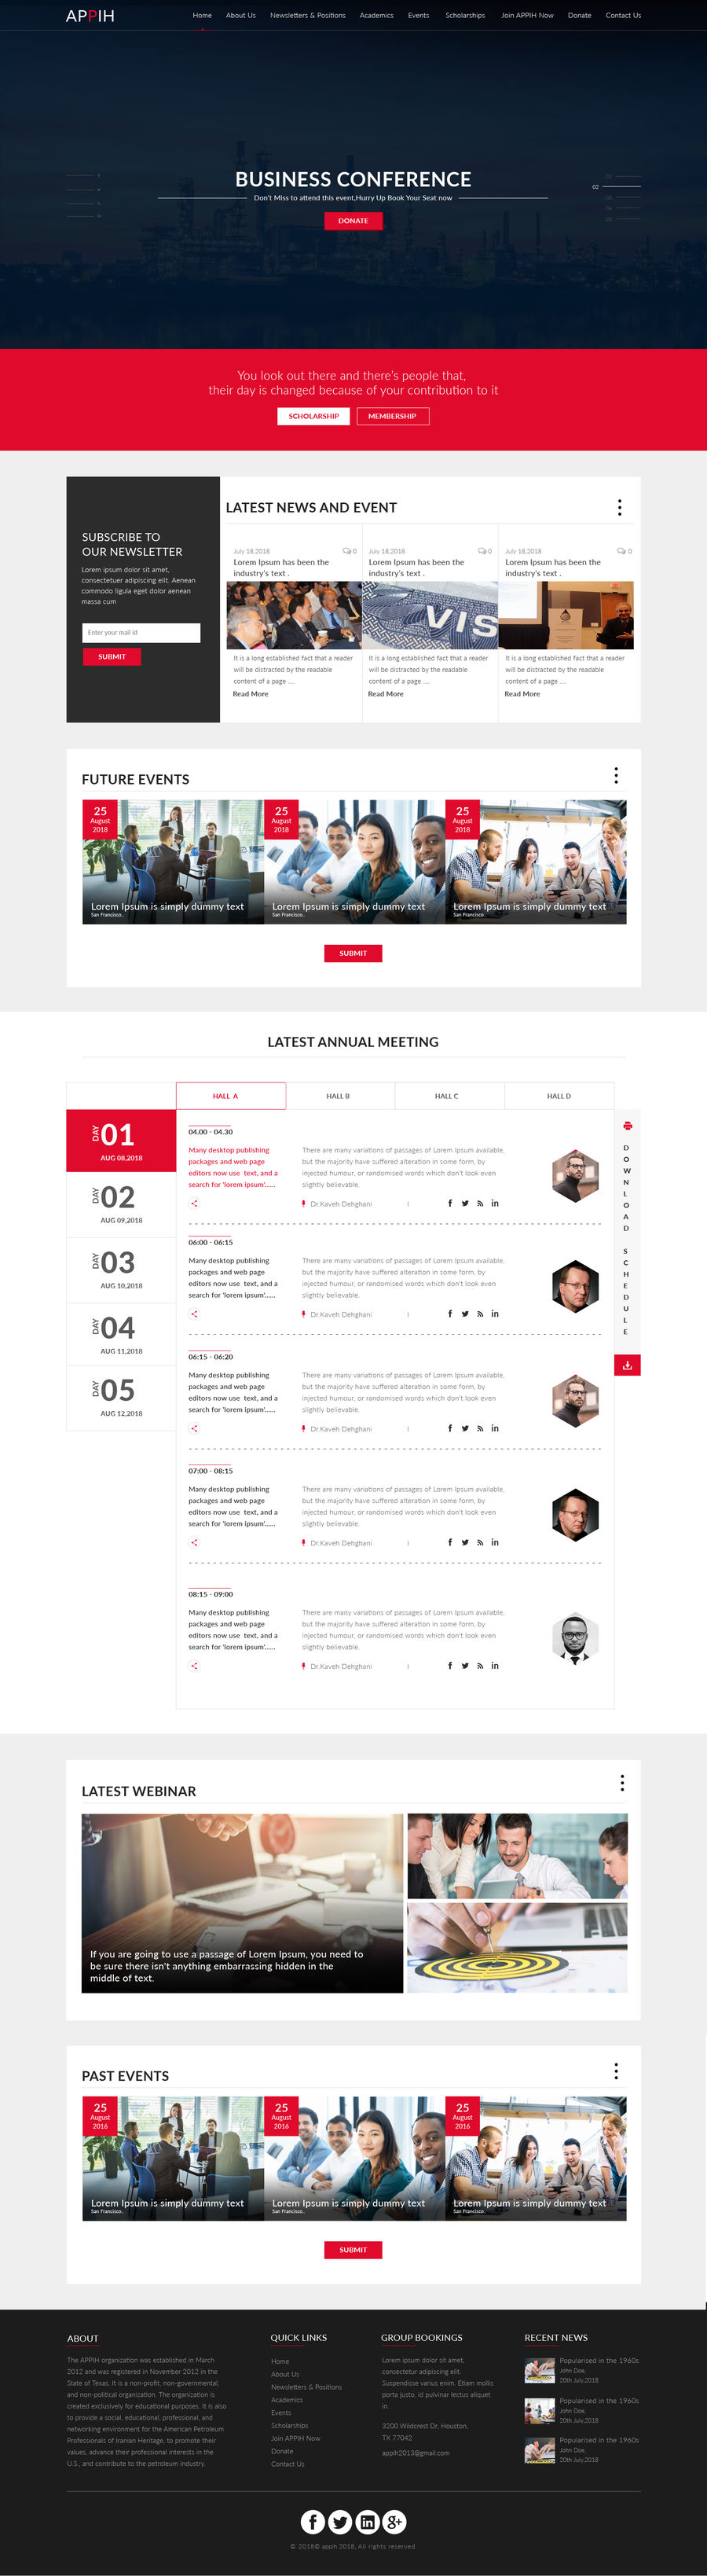 APPIH
Home About Us Newsletters & Positions Academics Events Scholarships Join APPIH Now Donate Contact Us
BUSINESS CONFERENCE
02
Don't Miss to attend this event,Hurry Up Book Your Seat now
DONATE
You look out there and there's people that,
their day is changed because of your contribution to it
SCHOLARSHIP MEMBERSHIP
SUBSCRIBE TO
OUR NEWSLETTER
Lorem ipsum dolor sit amet,
consectetuer adipiscing elit. Aenean
commodo ligula eget dolor aenean
massa cum
Enter your mail id
SUBMIT
LATEST NEWS AND EVENT
July 18,2018 0
Lorem Ipsum has been the
industry's text .
It is a long established fact that a reader
will be distracted by the readable
content of a page ....
Read More
July 18,2018 0
Lorem Ipsum has been the
industry's text .
VIS
It is a long established fact that a reader
will be distracted by the readable
content of a page ....
Read More
July 18,2018 0
Lorem Ipsum has been the
industry's text .
It is a long established fact that a reader
will be distracted by the readable
content of a page ....
Read More
FUTURE EVENTS
25
August
2018
Lorem Ipsum is simply dummy text
San Francisco..
25
August
2018
Lorem Ipsum is simply dummy text
San Francisco..
25
August
2018
Lorem Ipsum is simply dummy text
San Francisco..
SUBMIT
LATEST ANNUAL MEETING
HALL A HALL B HALL C HALL D
DAY 01
AUG 08,2018
DAY 02
AUG 09,2018
DAY 03
AUG 10,2018
DAY 04
AUG 11,2018
DAY 05
AUG 12,2018
04.00 - 04.30
Many desktop publishing
packages and web page
editors now use text, and a
search for 'lorem ipsum'......
There are many variations of passages of Lorem Ipsum available,
but the majority have suffered alteration in some form, by
injected humour, or randomised words which don't look even
slightly believable.
Dr.Kaveh Dehghani
06:00 - 06:15
Many desktop publishing
packages and web page
editors now use text, and a
search for 'lorem ipsum'......
There are many variations of passages of Lorem Ipsum available,
but the majority have suffered alteration in some form, by
injected humour, or randomised words which don't look even
slightly believable.
Dr.Kaveh Dehghani
06:15 - 06:20
Many desktop publishing
packages and web page
editors now use text, and a
search for 'lorem ipsum'......
There are many variations of passages of Lorem Ipsum available,
but the majority have suffered alteration in some form, by
injected humour, or randomised words which don't look even
slightly believable.
Dr.Kaveh Dehghani
07:00 - 08:15
Many desktop publishing
packages and web page
editors now use text, and a
search for 'lorem ipsum'......
There are many variations of passages of Lorem Ipsum available,
but the majority have suffered alteration in some form, by
injected humour, or randomised words which don't look even
slightly believable.
Dr.Kaveh Dehghani
08:15 - 09:00
Many desktop publishing
packages and web page
editors now use text, and a
search for 'lorem ipsum'......
There are many variations of passages of Lorem Ipsum available,
but the majority have suffered alteration in some form, by
injected humour, or randomised words which don't look even
slightly believable.
Dr.Kaveh Dehghani
DOWNLOAD SCHEDULE
LATEST WEBINAR
If you are going to use a passage of Lorem Ipsum, you need to
be sure there isn't anything embarrassing hidden in the
middle of text.
PAST EVENTS
25
August
2016
Lorem Ipsum is simply dummy text
San Francisco..
25
August
2016
Lorem Ipsum is simply dummy text
San Francisco..
25
August
2016
Lorem Ipsum is simply dummy text
San Francisco..
SUBMIT
ABOUT
The APPIH organization was established in March
2012 and was registered in November 2012 in the
State of Texas. It is a non-profit, non-governmental,
and non-political organization. The organization is
created exclusively for educational purposes. It is also
to provide a social, educational, professional, and
networking environment for the American Petroleum
Professionals of Iranian Heritage, to promote their
values, advance their professional interests in the
U.S., and contribute to the petroleum industry.
QUICK LINKS
Home
About Us
Newsletters & Positions
Academics
Events
Scholarships
Join APPIH Now
Donate
Contact Us
GROUP BOOKINGS
Lorem ipsum dolor sit amet,
consectetur adipiscing elit.
Suspendisse varius enim. Etiam mollis
porta justo, id pulvinar lectus aliquet
in.
3200 Wildcrest Dr, Houston,
TX 77042
appih2013@gmail.com
RECENT NEWS
Popularised in the 1960s
John Doe,
20th July,2018
Popularised in the 1960s
John Doe,
20th July,2018
Popularised in the 1960s
John Doe,
20th July,2018
© 2018© appih 2018, All rights reserved.